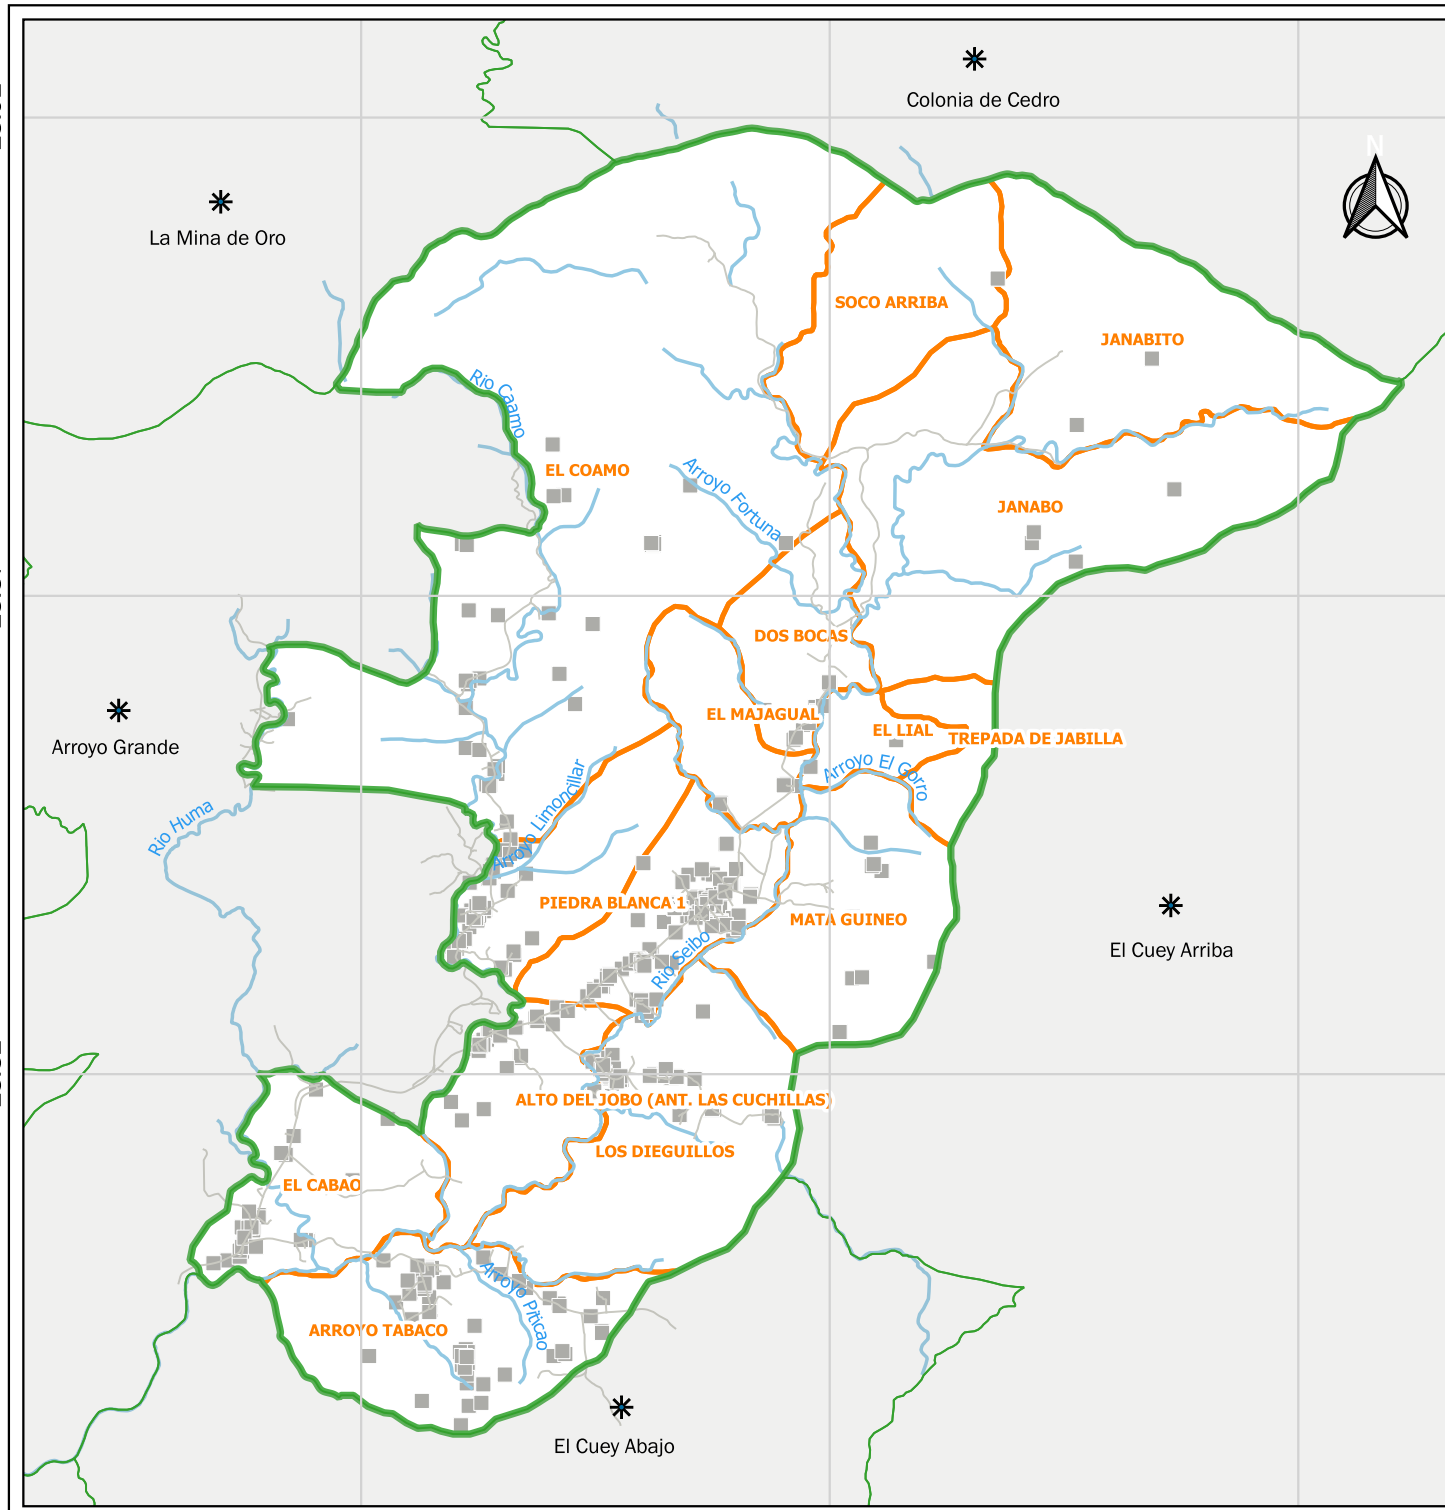 Colonia de Cedro
N
La Mina de Oro
SOCO ARRIBA
JANABITO
Rio Caamo
EL COAMO
Arroyo Fortuna
JANABO
DOS BOCAS
EL MAJAGUAL
EL LIAL
TREPADA DE JABILLA
Arroyo Grande
Arroyo El Gorro
Arroyo Limoncillar
Rio Huma
PIEDRA BLANCA 1
MATA GUINEO
El Cuey Arriba
Rio Seibo
ALTO DEL JOBO (ANT. LAS CUCHILLAS)
LOS DIEGUILLOS
EL CABAO
Arroyo Piticao
ARROYO TABACO
El Cuey Abajo